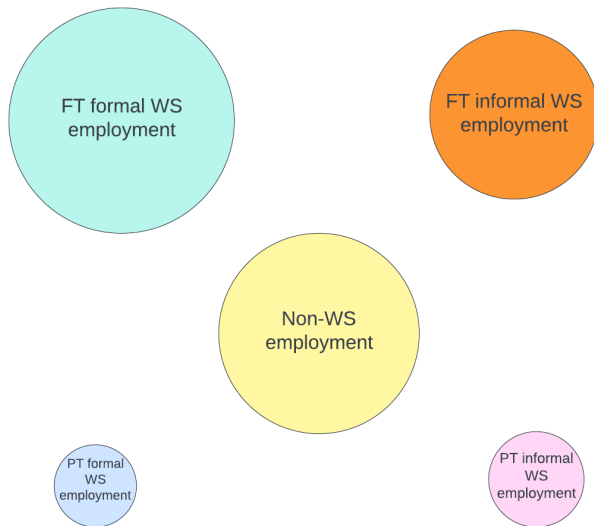 FT formal WS
employment
FT informal WS
employment
Non-WS
employment
PT formal
WS
employment
PT informal
WS
employment